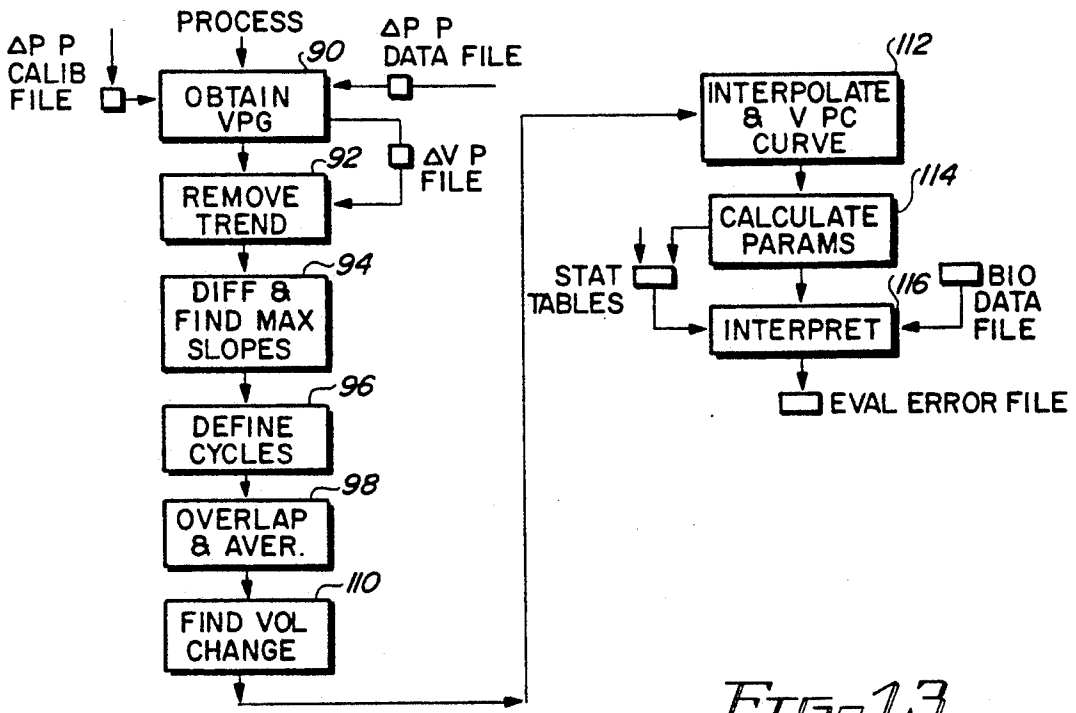 PROCESS
ΔP P
CALIB
FILE
90
ΔP P
DATA FILE
OBTAIN
VPG
ΔV P
FILE
92
REMOVE
TREND
94
DIFF &
FIND MAX
SLOPES
96
DEFINE
CYCLES
98
OVERLAP
& AVER.
110
FIND VOL
CHANGE
112
INTERPOLATE
& V PC
CURVE
114
CALCULATE
PARAMS
STAT
TABLES
116
BIO
DATA
FILE
INTERPRET
EVAL ERROR FILE
FIG-13